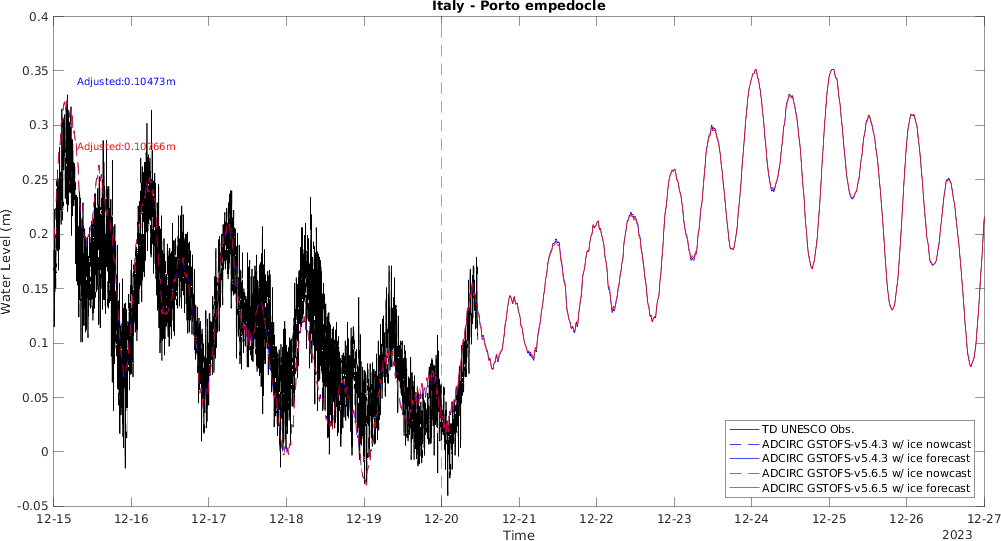 Italy - Porto empedocle
0.4
0.35
0.3
0.25
0.2
0.15
0.1
0.05
0
-0.05
Water Level (m)
Adjusted:0.10473m
Adjusted:0.10766m
TD UNESCO Obs.
ADCIRC GSTOFS-v5.4.3 w/ ice nowcast
ADCIRC GSTOFS-v5.4.3 w/ ice forecast
ADCIRC GSTOFS-v5.6.5 w/ ice nowcast
ADCIRC GSTOFS-v5.6.5 w/ ice forecast
12-15 12-16 12-17 12-18 12-19 12-20 12-21 12-22 12-23 12-24 12-25 12-26 12-27
Time
2023